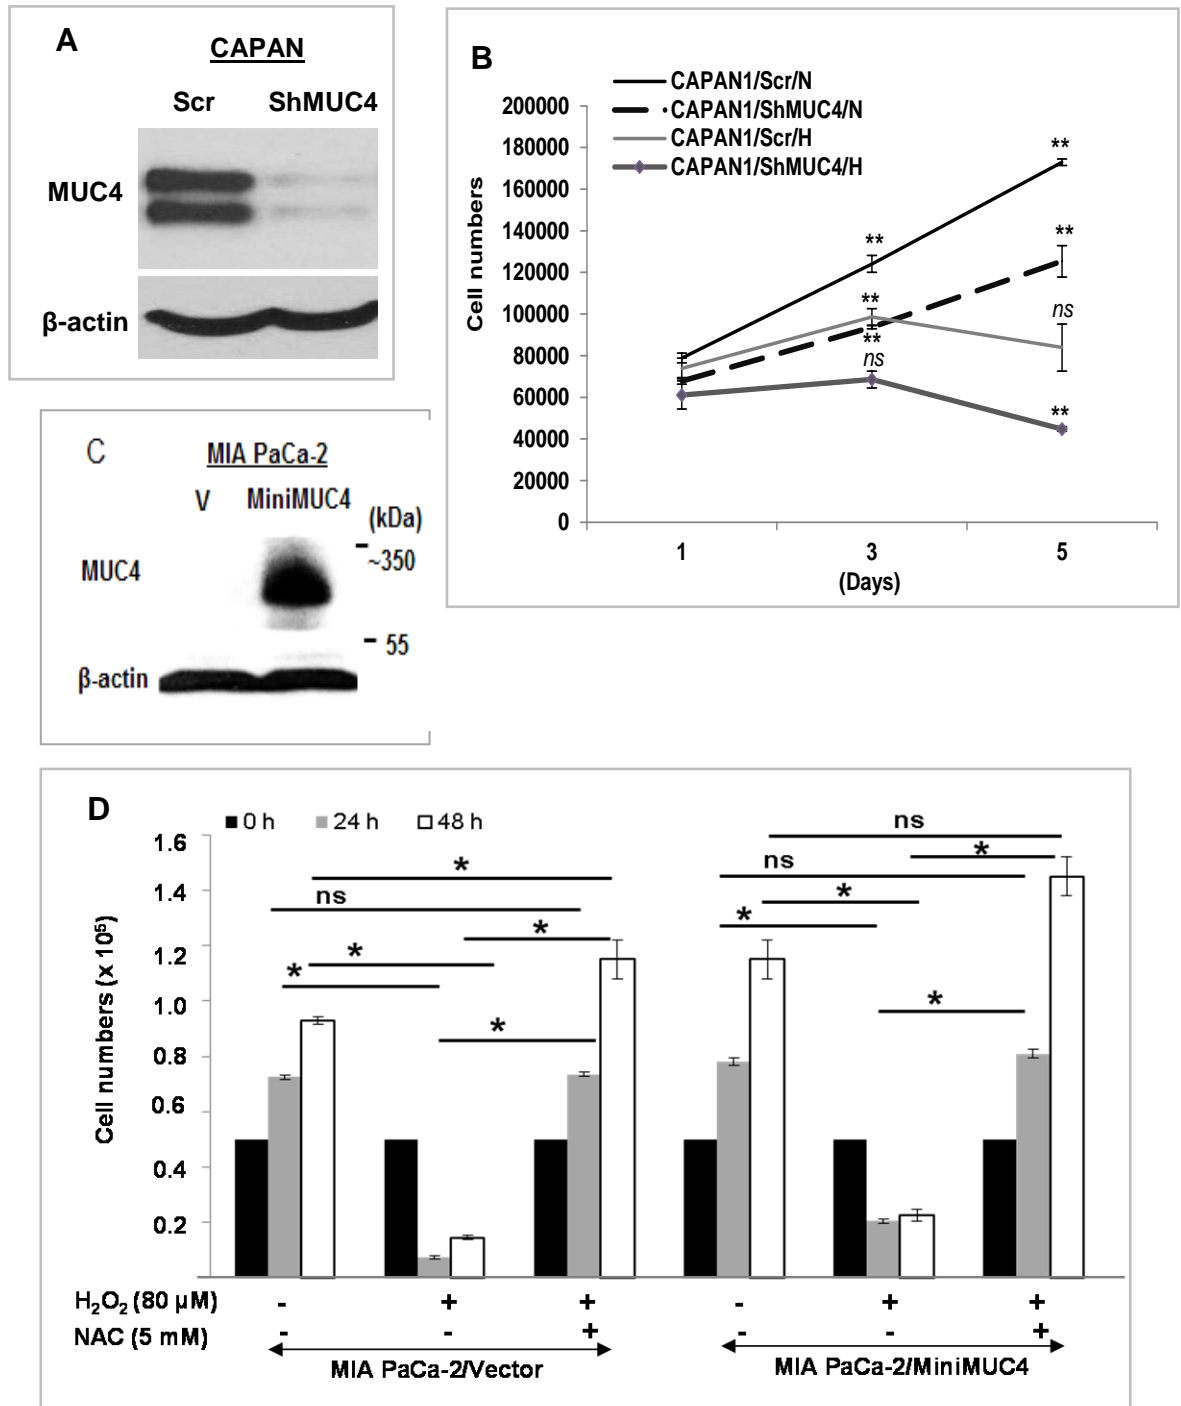 A
CAPAN
Scr ShMUC4
MUC4
β-actin
B
CAPAN1/Scr/N
CAPAN1/ShMUC4/N
CAPAN1/Scr/H
CAPAN1/ShMUC4/H
Cell numbers
200000
180000
160000
140000
120000
100000
80000
60000
40000
20000
0
**
**
**
**
**
ns
ns
**
1 3 5
(Days)
C
MIA PaCa-2
V MiniMUC4
(kDa)
~350
MUC4
55
β-actin
D
0 h 24 h 48 h
Cell numbers (x 10⁵)
1.6
1.4
1.2
1.0
0.8
0.6
0.4
0.2
*
ns
*
*
*
*
ns
*
ns
*
*
*
H₂O₂ (80 μM) - + + - + +
NAC (5 mM) - - + - - +
MIA PaCa-2/Vector MIA PaCa-2/MiniMUC4